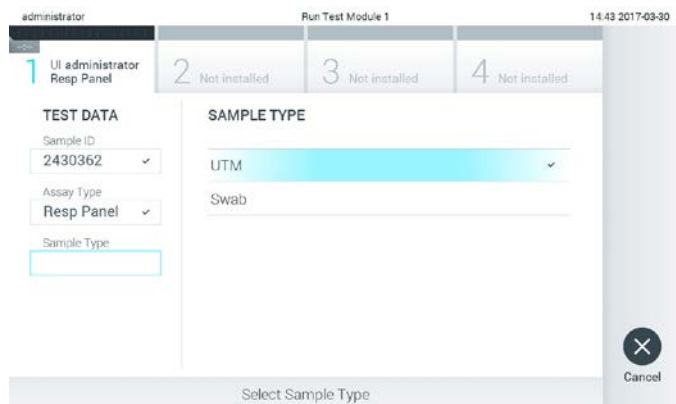 administrator Run Test Module 1 14:43 2017-03-30
1 UI administrator Resp Panel
2 Not installed
3 Not installed
4 Not installed
TEST DATA
Sample ID
2430362
Assay Type
Resp Panel
Sample Type
SAMPLE TYPE
UTM
Swab
Cancel
Select Sample Type